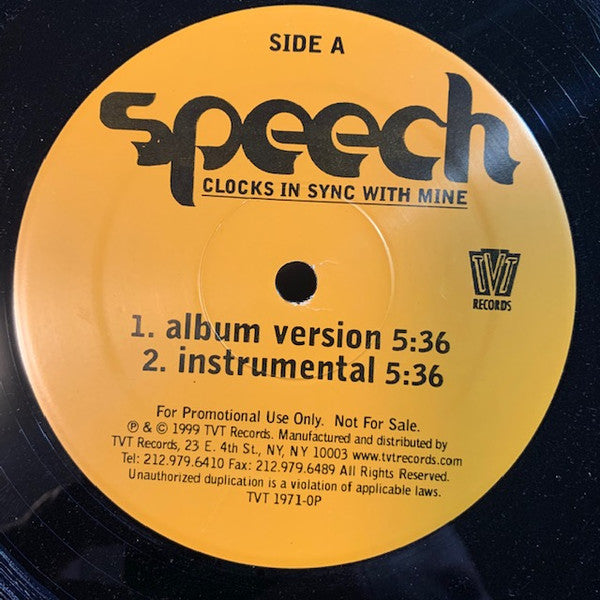 SIDE A
speech
CLOCKS IN SYNC WITH MINE
TVT
RECORDS
1. album version 5:36
2. instrumental 5:36
For Promotional Use Only. Not For Sale.
℗ & © 1999 TVT Records. Manufactured and distributed by
TVT Records, 23 E. 4th St., NY, NY 10003 www.tvtrecords.com
Tel: 212.979.6410 Fax: 212.979.6489 All Rights Reserved.
Unauthorized duplication is a violation of applicable laws.
TVT 1971-0P